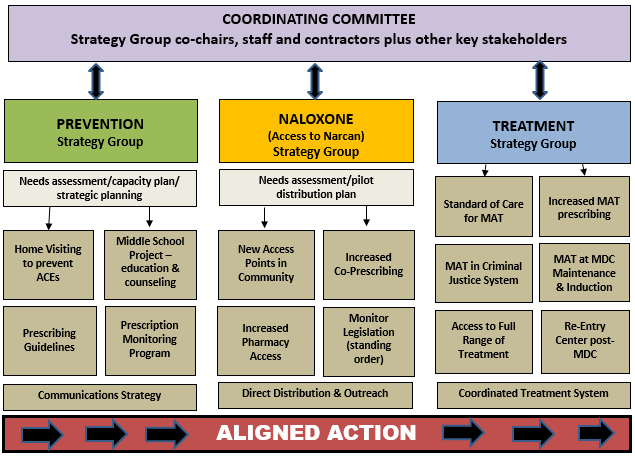 COORDINATING COMMITTEE
Strategy Group co-chairs, staff and contractors plus other key stakeholders
PREVENTION
Strategy Group
NALOXONE
(Access to Narcan)
Strategy Group
TREATMENT
Strategy Group
Needs assessment/capacity plan/
strategic planning
Needs assessment/pilot
distribution plan
Home Visiting
to prevent
ACEs
Middle School
Project –
education &
counseling
New Access
Points in
Community
Increased
Co-Prescribing
Standard of Care
for MAT
Increased MAT
prescribing
MAT in Criminal
Justice System
MAT at MDC
Maintenance
& Induction
Prescribing
Guidelines
Prescription
Monitoring
Program
Increased
Pharmacy
Access
Monitor
Legislation
(standing
order)
Access to Full
Range of
Treatment
Re-Entry
Center post-
MDC
Communications Strategy
Direct Distribution & Outreach
Coordinated Treatment System
ALIGNED ACTION